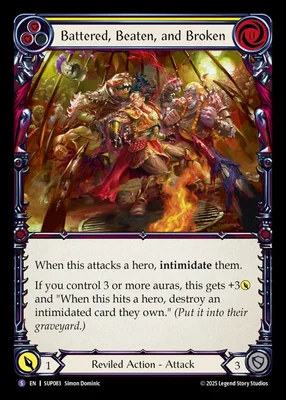 Battered, Beaten, and Broken
When this attacks a hero, intimidate them.
If you control 3 or more auras, this gets +3
and "When this hits a hero, destroy an
intimidated card they own." (Put it into their
graveyard.)
1
Reviled Action - Attack
3
S EN SUP083 Simon Dominic
©2025 Legend Story Studios